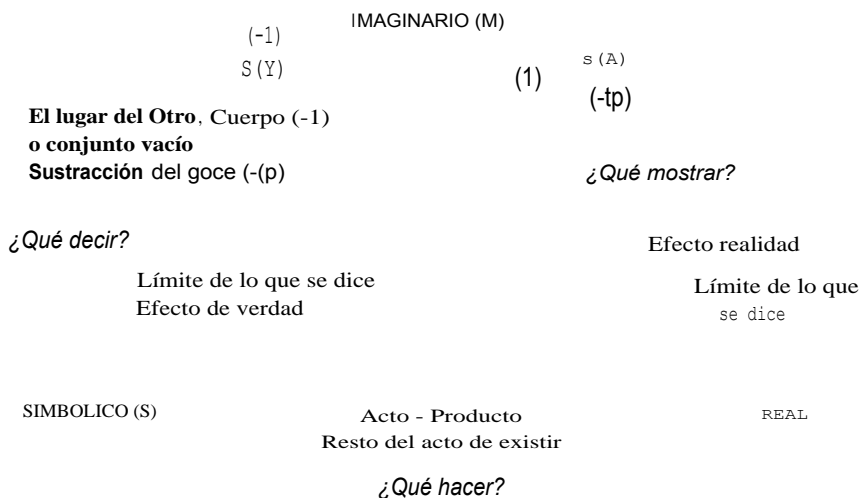 IMAGINARIO (M)
(-1)
S(Y)
(1)
s(A)
(-tp)
El lugar del Otro, Cuerpo (-1)
o conjunto vacío
Sustracción del goce (-(p)
¿Qué mostrar?
¿Qué decir?
Efecto realidad
Límite de lo que se dice
Efecto de verdad
Límite de lo que
se dice
SIMBOLICO (S)
Acto - Producto
Resto del acto de existir
REAL
¿Qué hacer?